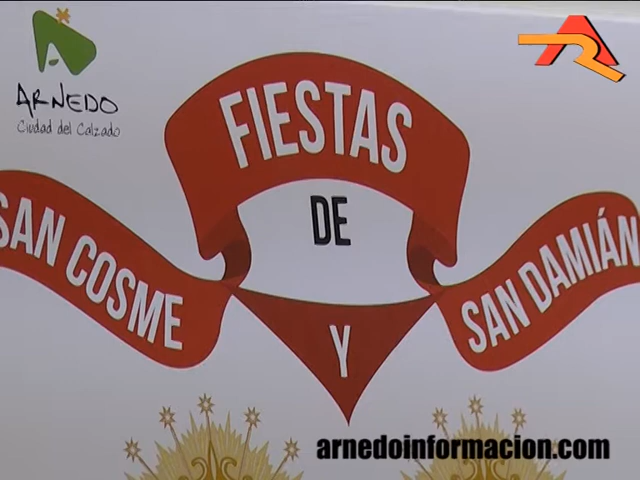 ARNEDO
Ciudad del Calzado
FIESTAS
DE
SAN COSME
Y
SAN DAMIÁN
arnedoinformacion.com